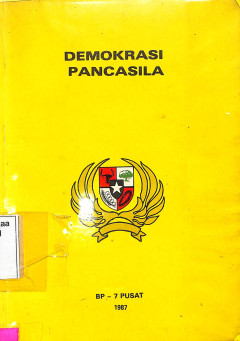 DEMOKRASI
PANCASILA
BP – 7 PUSAT
1987